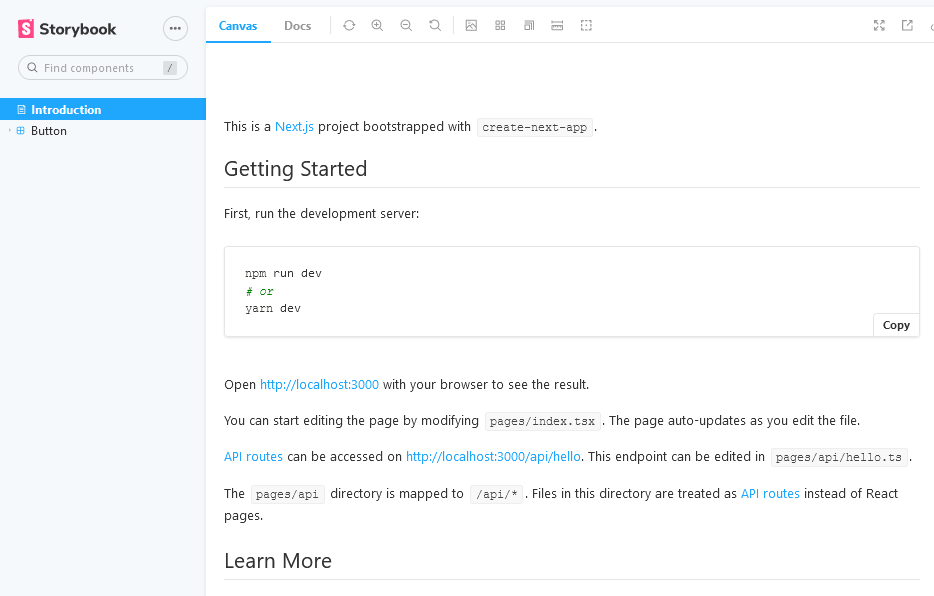 Storybook
Find components /
Introduction
Button
Canvas Docs
This is a Next.js project bootstrapped with create-next-app.
Getting Started
First, run the development server:
npm run dev
# or
yarn dev
Copy
Open http://localhost:3000 with your browser to see the result.
You can start editing the page by modifying pages/index.tsx. The page auto-updates as you edit the file.
API routes can be accessed on http://localhost:3000/api/hello. This endpoint can be edited in pages/api/hello.ts.
The pages/api directory is mapped to /api/*. Files in this directory are treated as API routes instead of React
pages.
Learn More